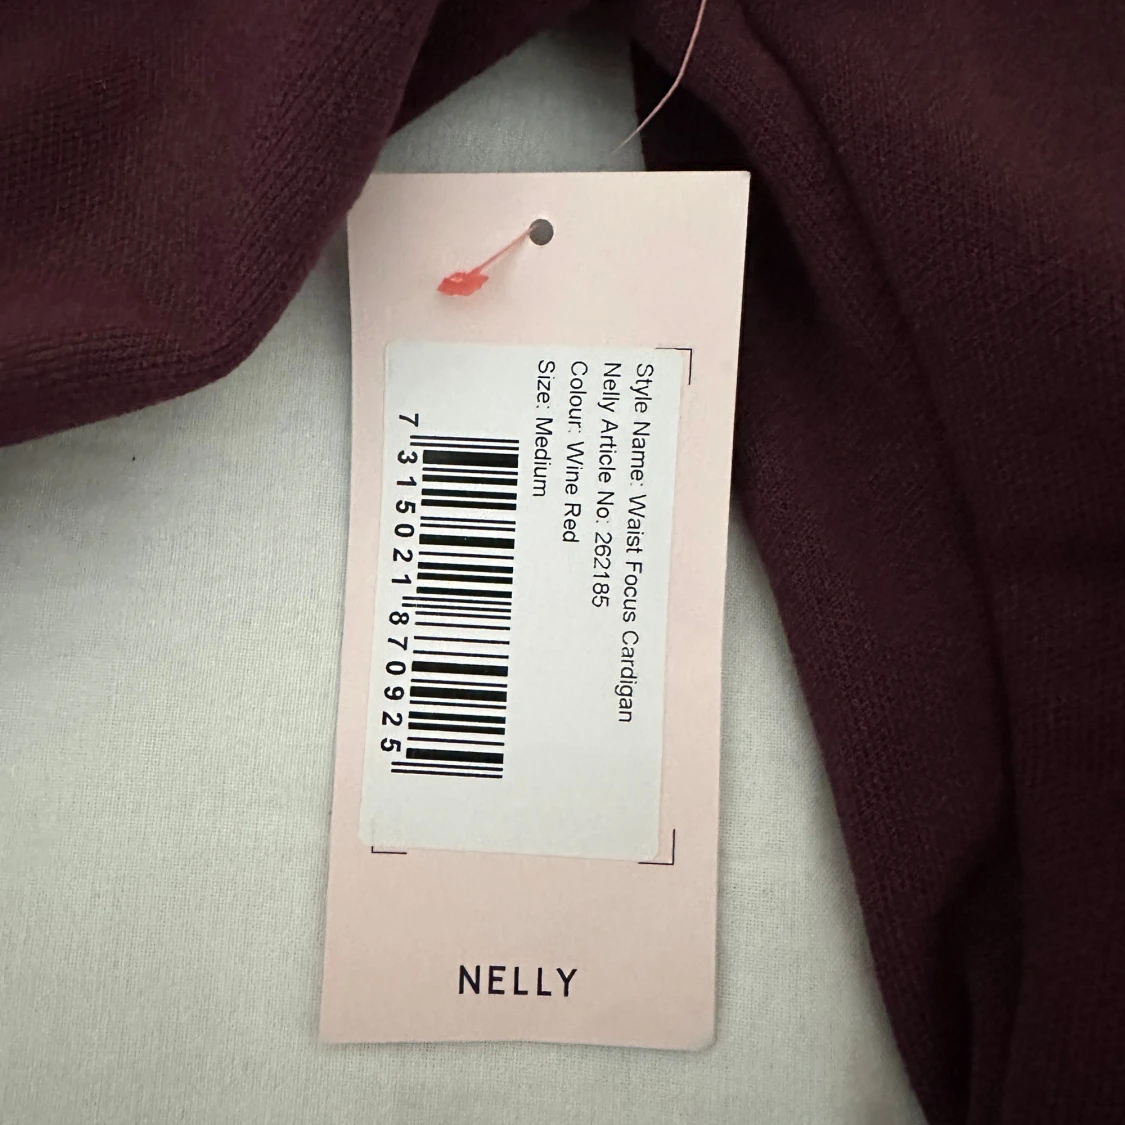 Style Name: Waist Focus Cardigan
Nelly Article No: 262185
Colour: Wine Red
Size: Medium
7 315021 870925
NELLY